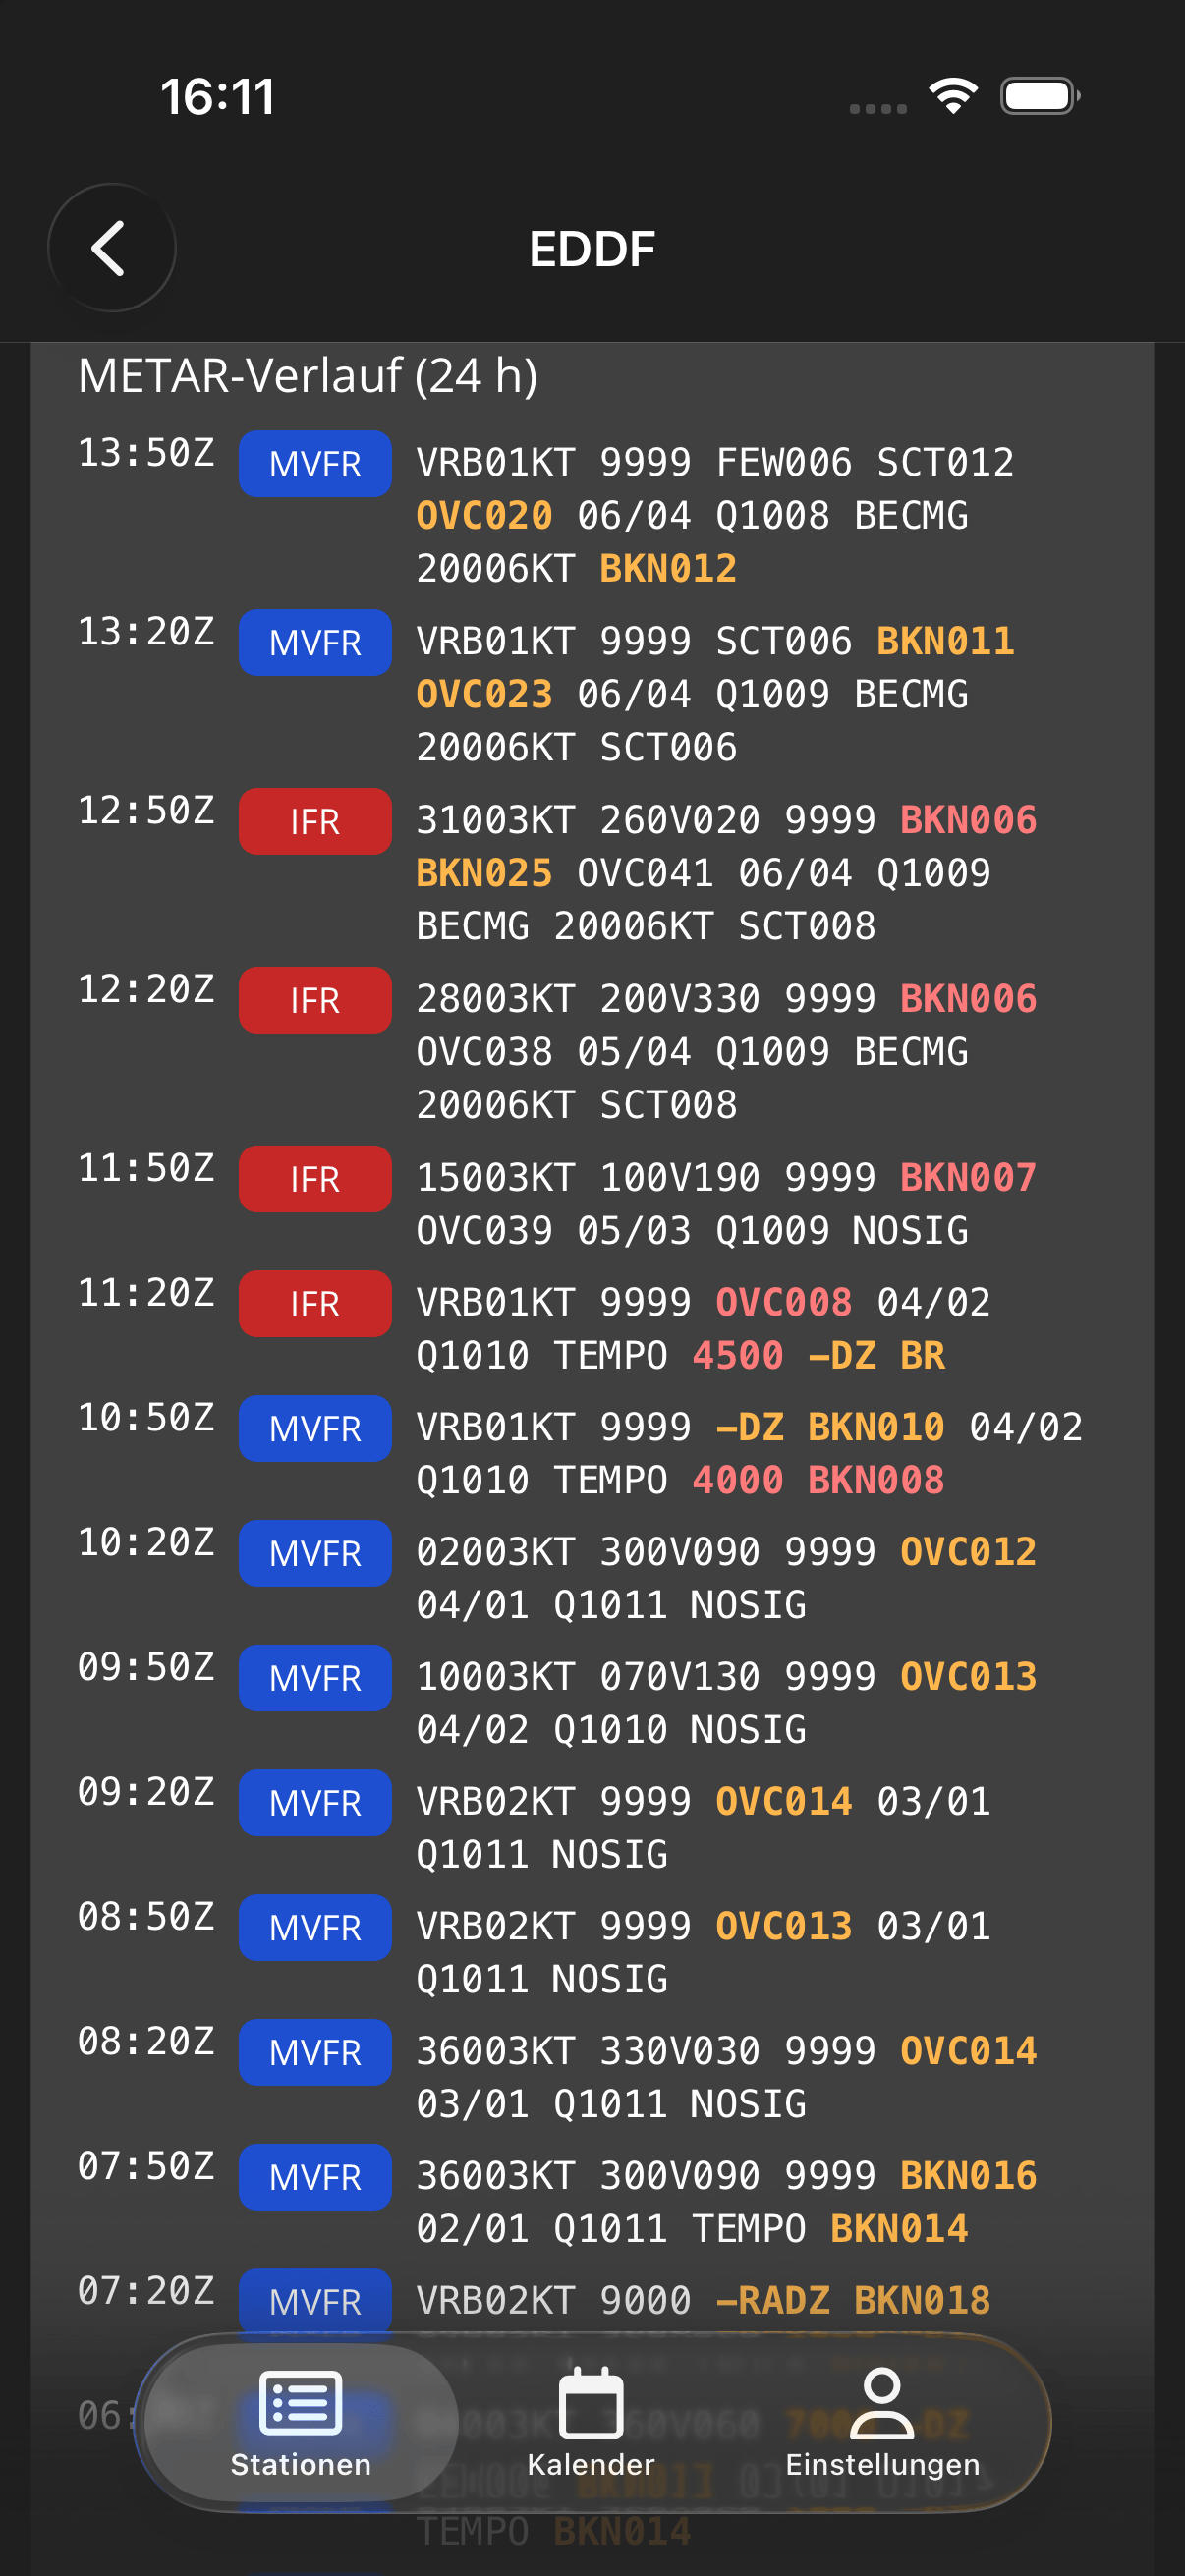 16:11
EDDF
METAR-Verlauf (24 h)
13:50Z MVFR VRB01KT 9999 FEW006 SCT012
OVC020 06/04 Q1008 BECMG
20006KT BKN012
13:20Z MVFR VRB01KT 9999 SCT006 BKN011
OVC023 06/04 Q1009 BECMG
20006KT SCT006
12:50Z IFR 31003KT 260V020 9999 BKN006
BKN025 OVC041 06/04 Q1009
BECMG 20006KT SCT008
12:20Z IFR 28003KT 200V330 9999 BKN006
OVC038 05/04 Q1009 BECMG
20006KT SCT008
11:50Z IFR 15003KT 100V190 9999 BKN007
OVC039 05/03 Q1009 NOSIG
11:20Z IFR VRB01KT 9999 OVC008 04/02
Q1010 TEMPO 4500 -DZ BR
10:50Z MVFR VRB01KT 9999 -DZ BKN010 04/02
Q1010 TEMPO 4000 BKN008
10:20Z MVFR 02003KT 300V090 9999 OVC012
04/01 Q1011 NOSIG
09:50Z MVFR 10003KT 070V130 9999 OVC013
04/02 Q1010 NOSIG
09:20Z MVFR VRB02KT 9999 OVC014 03/01
Q1011 NOSIG
08:50Z MVFR VRB02KT 9999 OVC013 03/01
Q1011 NOSIG
08:20Z MVFR 36003KT 330V030 9999 OVC014
03/01 Q1011 NOSIG
07:50Z MVFR 36003KT 300V090 9999 BKN016
02/01 Q1011 TEMPO BKN014
07:20Z MVFR VRB02KT 9000 -RADZ BKN018
Stationen Kalender Einstellungen
TEMPO BKN014